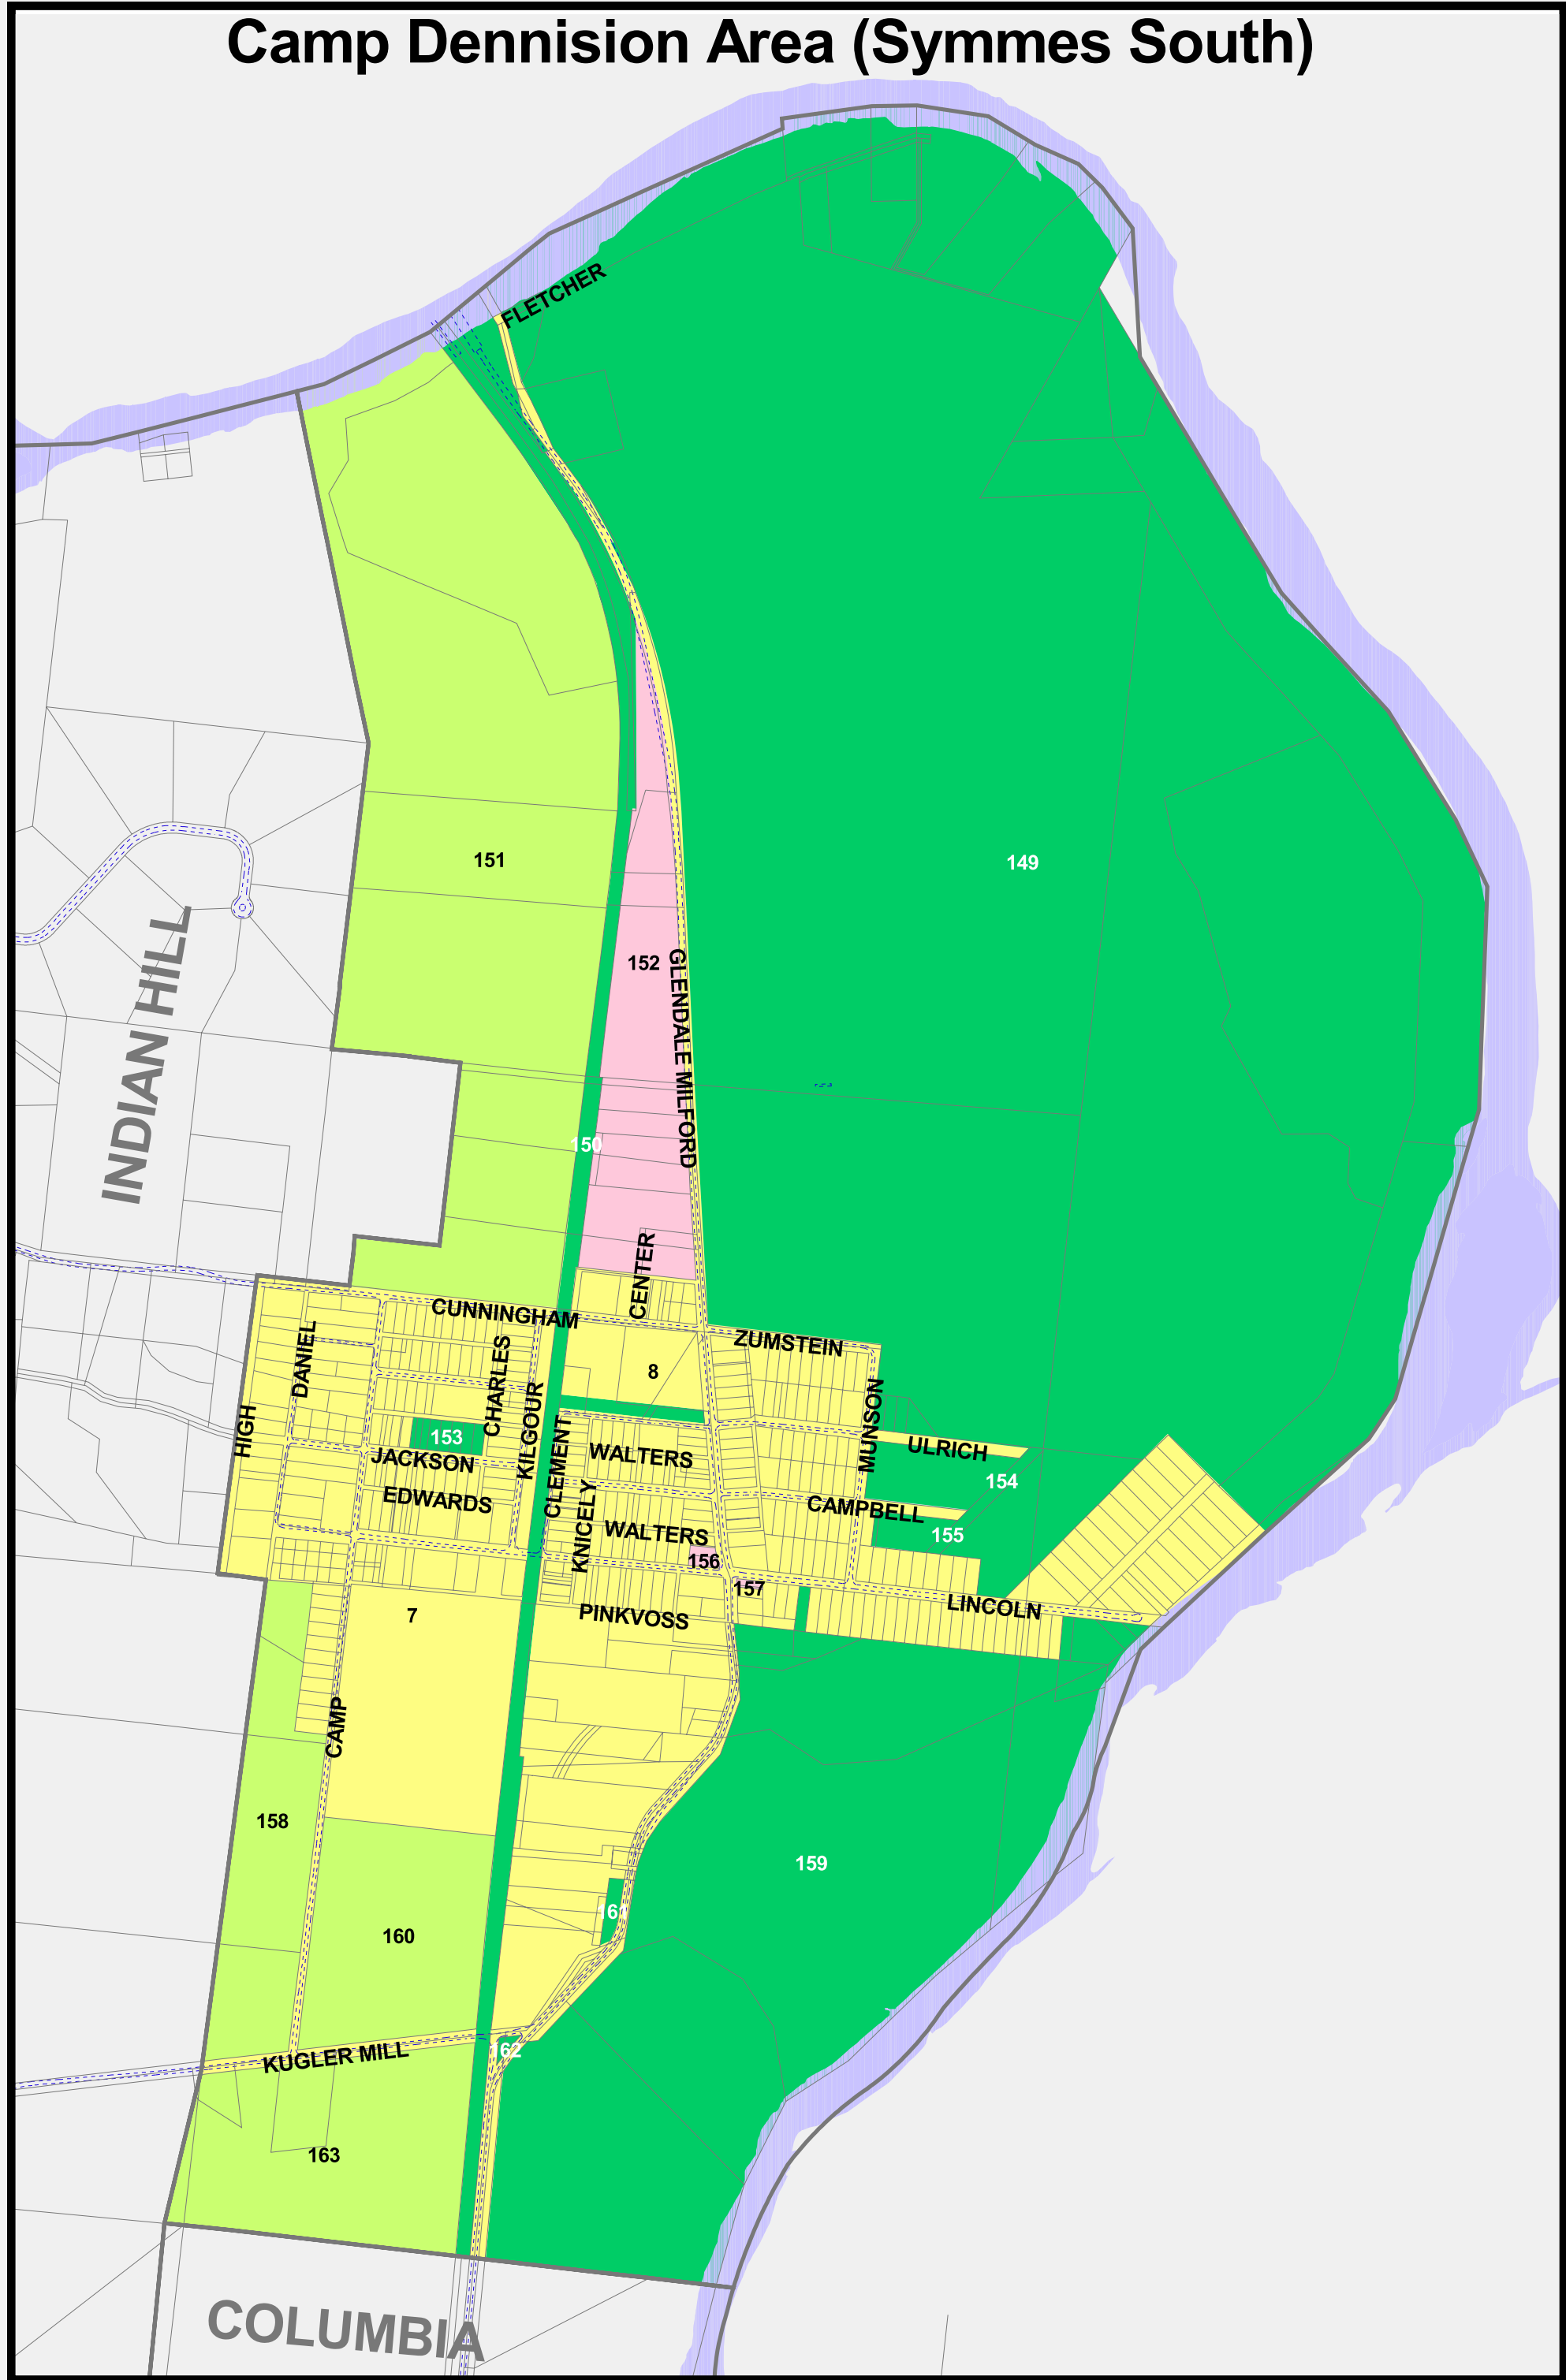 Camp Dennision Area (Symmes South)
FLETCHER
151
149
INDIAN HILL
152
GLENDALE MILFORD
150
CENTER
CUNNINGHAM
ZUMSTEIN
DANIEL
CHARLES
8
KILGOUR
MUNSON
HIGH
153
CLEMENT
WALTERS
ULRICH
JACKSON
154
EDWARDS
KNICELY
CAMPBELL
WALTERS
155
156
157
7
PINKVOSS
LINCOLN
CAMP
158
159
160
162
KUGLER MILL
163
COLUMBIA